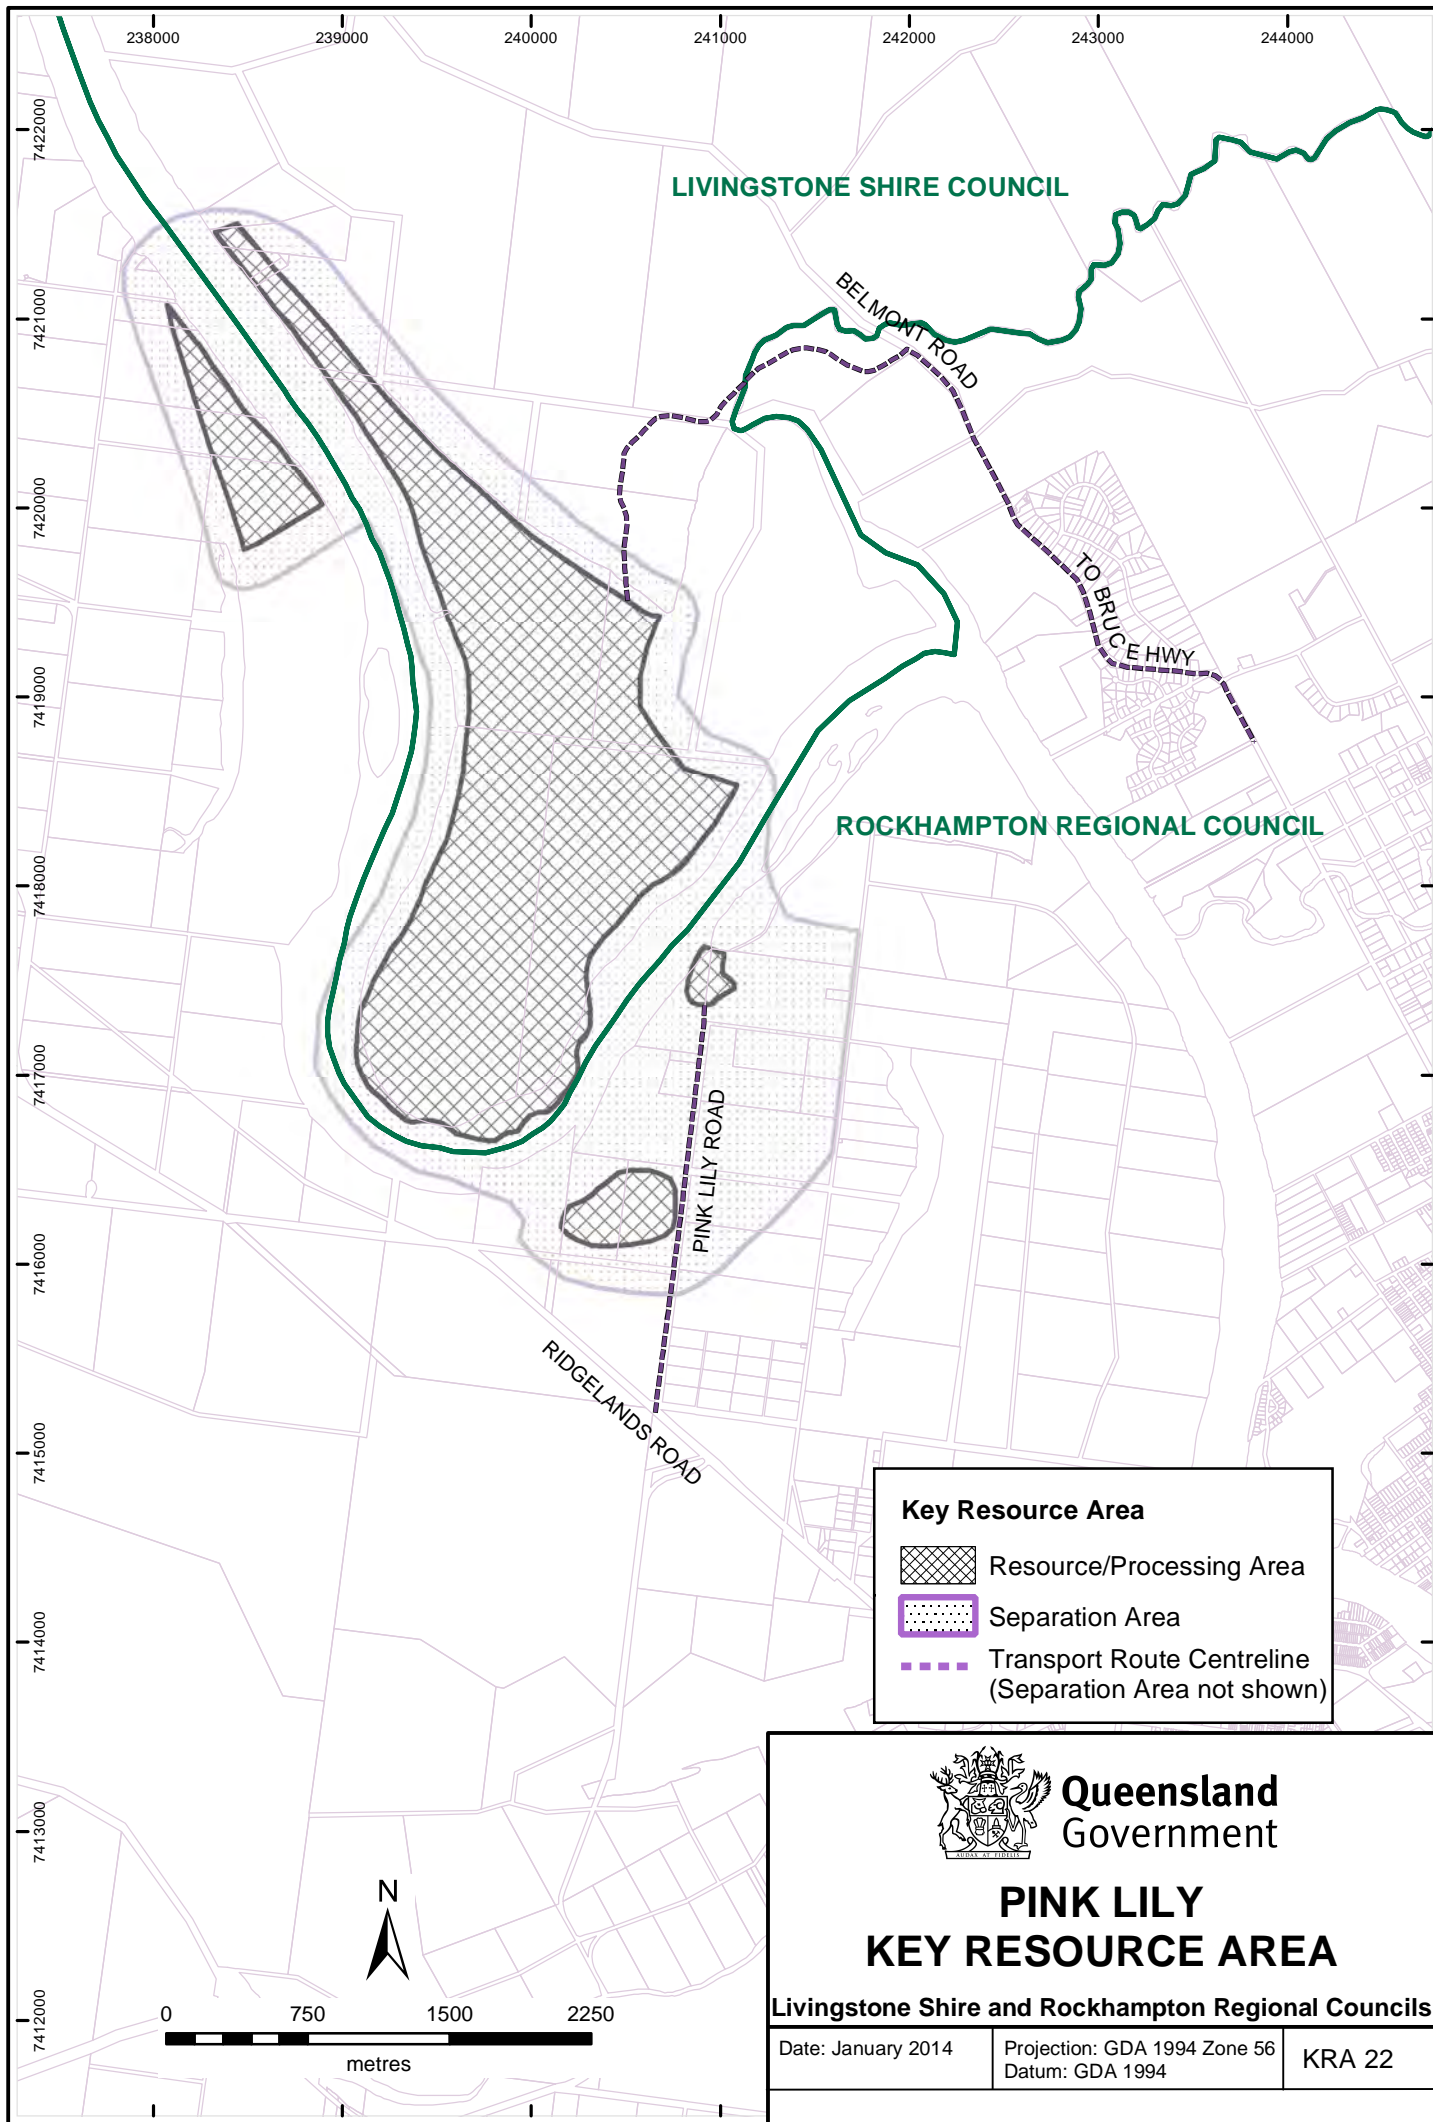 238000
239000
240000
241000
242000
243000
244000
7422000
7421000
7420000
7419000
7418000
7417000
7416000
7415000
7414000
7413000
7412000
LIVINGSTONE SHIRE COUNCIL
BELMONT ROAD
TO BRUCE HWY
ROCKHAMPTON REGIONAL COUNCIL
PINK LILY ROAD
RIDGELANDS ROAD
Key Resource Area
Resource/Processing Area
Separation Area
Transport Route Centreline
(Separation Area not shown)
N
0 750 1500 2250
metres
AUDAX AT FIDELIS
Queensland
Government
PINK LILY
KEY RESOURCE AREA
Livingstone Shire and Rockhampton Regional Councils
Date: January 2014
Projection: GDA 1994 Zone 56
Datum: GDA 1994
KRA 22